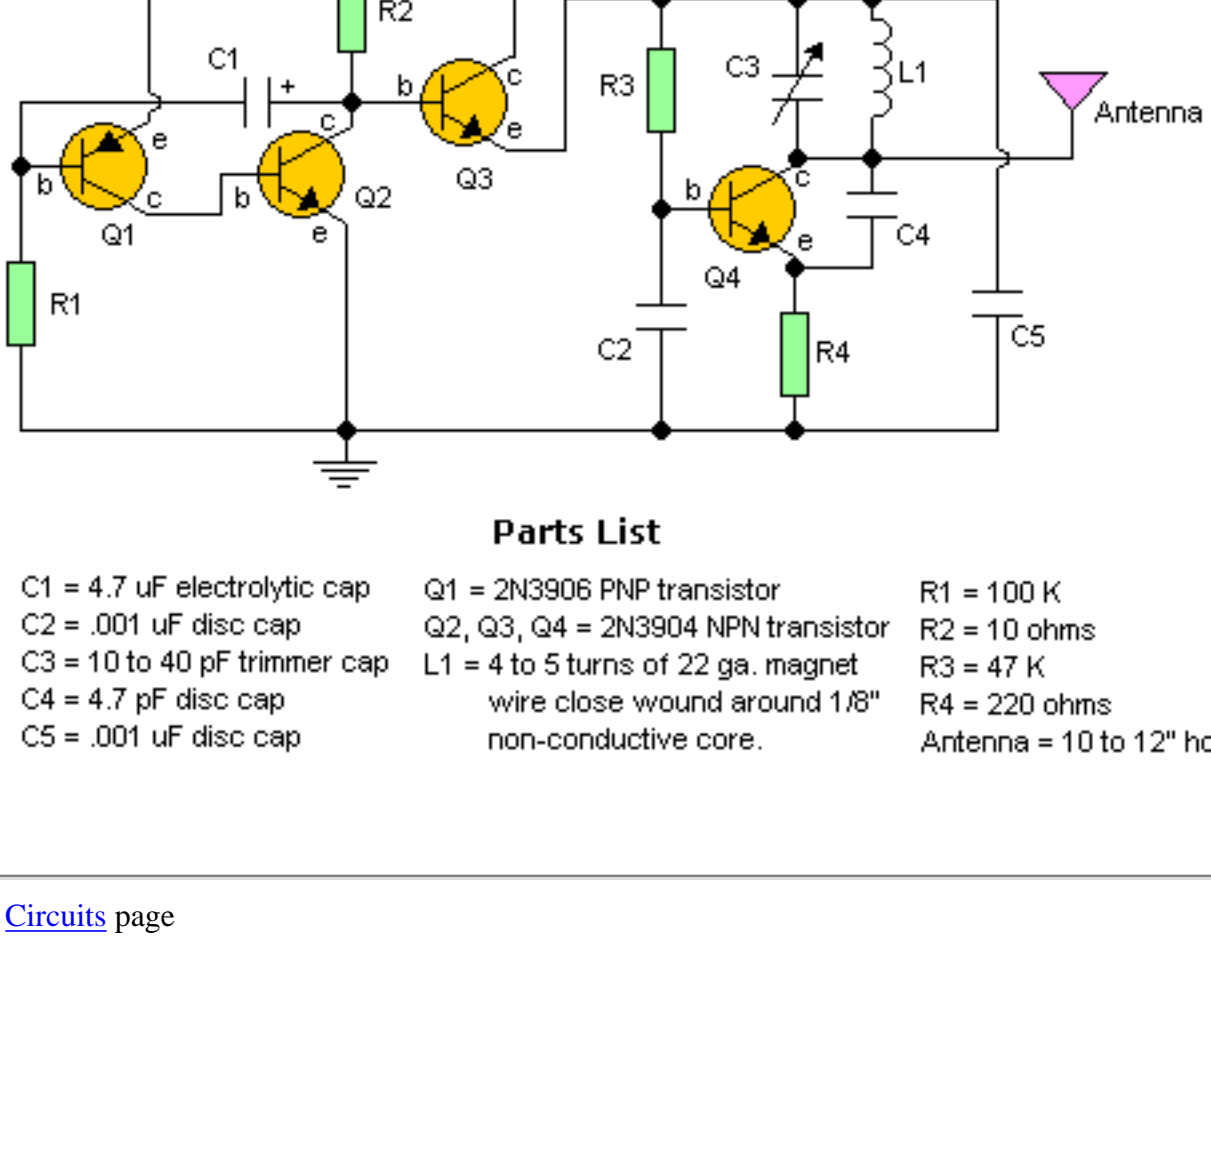 R2
C1
+
b
c
e
Q3
R3
C3
L1
Antenna
e
b
c
Q1
c
b
e
Q2
b
c
e
Q4
C4
R1
C2
R4
C5
Parts List
C1 = 4.7 uF electrolytic cap
C2 = .001 uF disc cap
C3 = 10 to 40 pF trimmer cap
C4 = 4.7 pF disc cap
C5 = .001 uF disc cap
Q1 = 2N3906 PNP transistor
Q2, Q3, Q4 = 2N3904 NPN transistor
L1 = 4 to 5 turns of 22 ga. magnet
wire close wound around 1/8"
non-conductive core.
R1 = 100 K
R2 = 10 ohms
R3 = 47 K
R4 = 220 ohms
Antenna = 10 to 12"
Circuits page